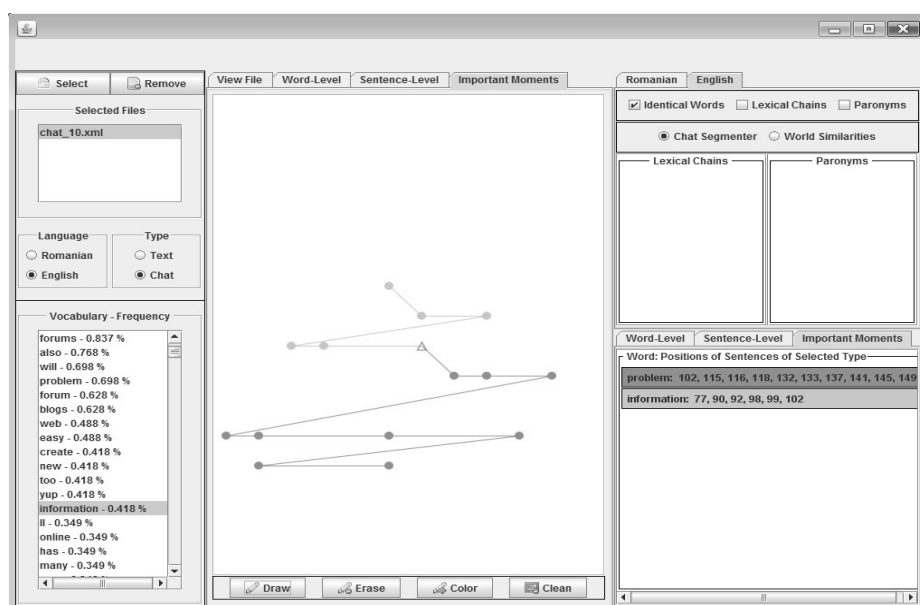 Select Remove
Selected Files
chat_10.xml
Language Type
Romanian Text
English Chat
Vocabulary - Frequency
forums - 0.837 %
also - 0.768 %
will - 0.698 %
problem - 0.698 %
forum - 0.628 %
blogs - 0.628 %
web - 0.488 %
easy - 0.488 %
create - 0.418 %
new - 0.418 %
too - 0.418 %
yup - 0.418 %
information - 0.418 %
ll - 0.349 %
online - 0.349 %
has - 0.349 %
many - 0.349 %
View File Word-Level Sentence-Level Important Moments
Draw Erase Color Clean
Romanian English
Identical Words Lexical Chains Paronyms
Chat Segmenter World Similarities
Lexical Chains Paronyms
Word-Level Sentence-Level Important Moments
Word: Positions of Sentences of Selected Type
problem: 102, 115, 116, 118, 132, 133, 137, 141, 145, 149
information: 77, 90, 92, 98, 99, 102